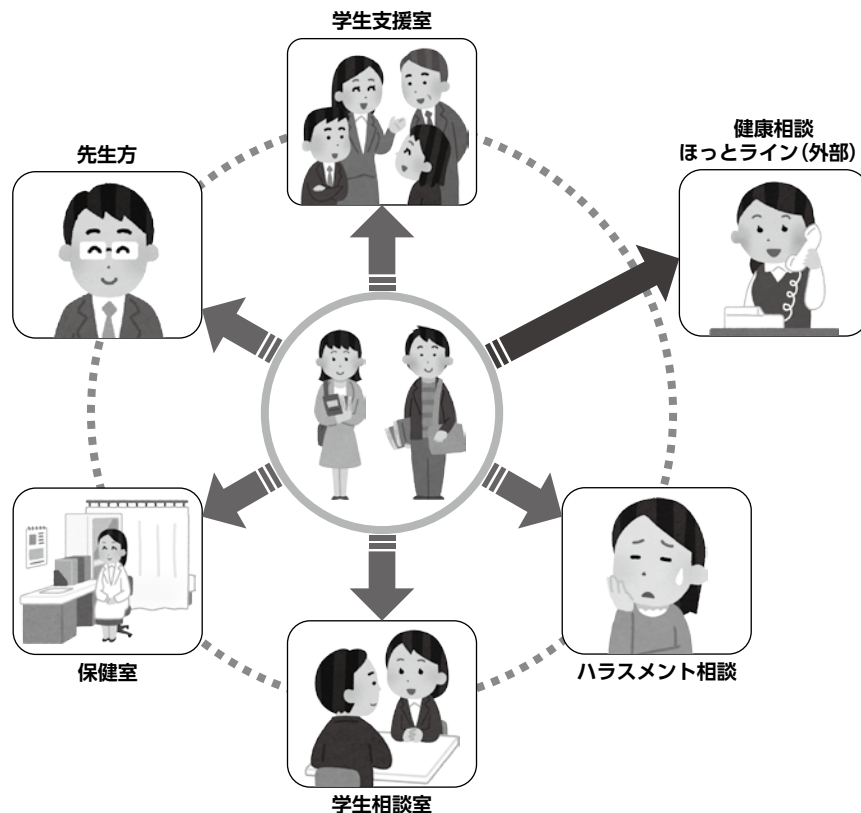 学生支援室
先生方
健康相談
ほっとライン（外部）
保健室
ハラスメント相談
学生相談室